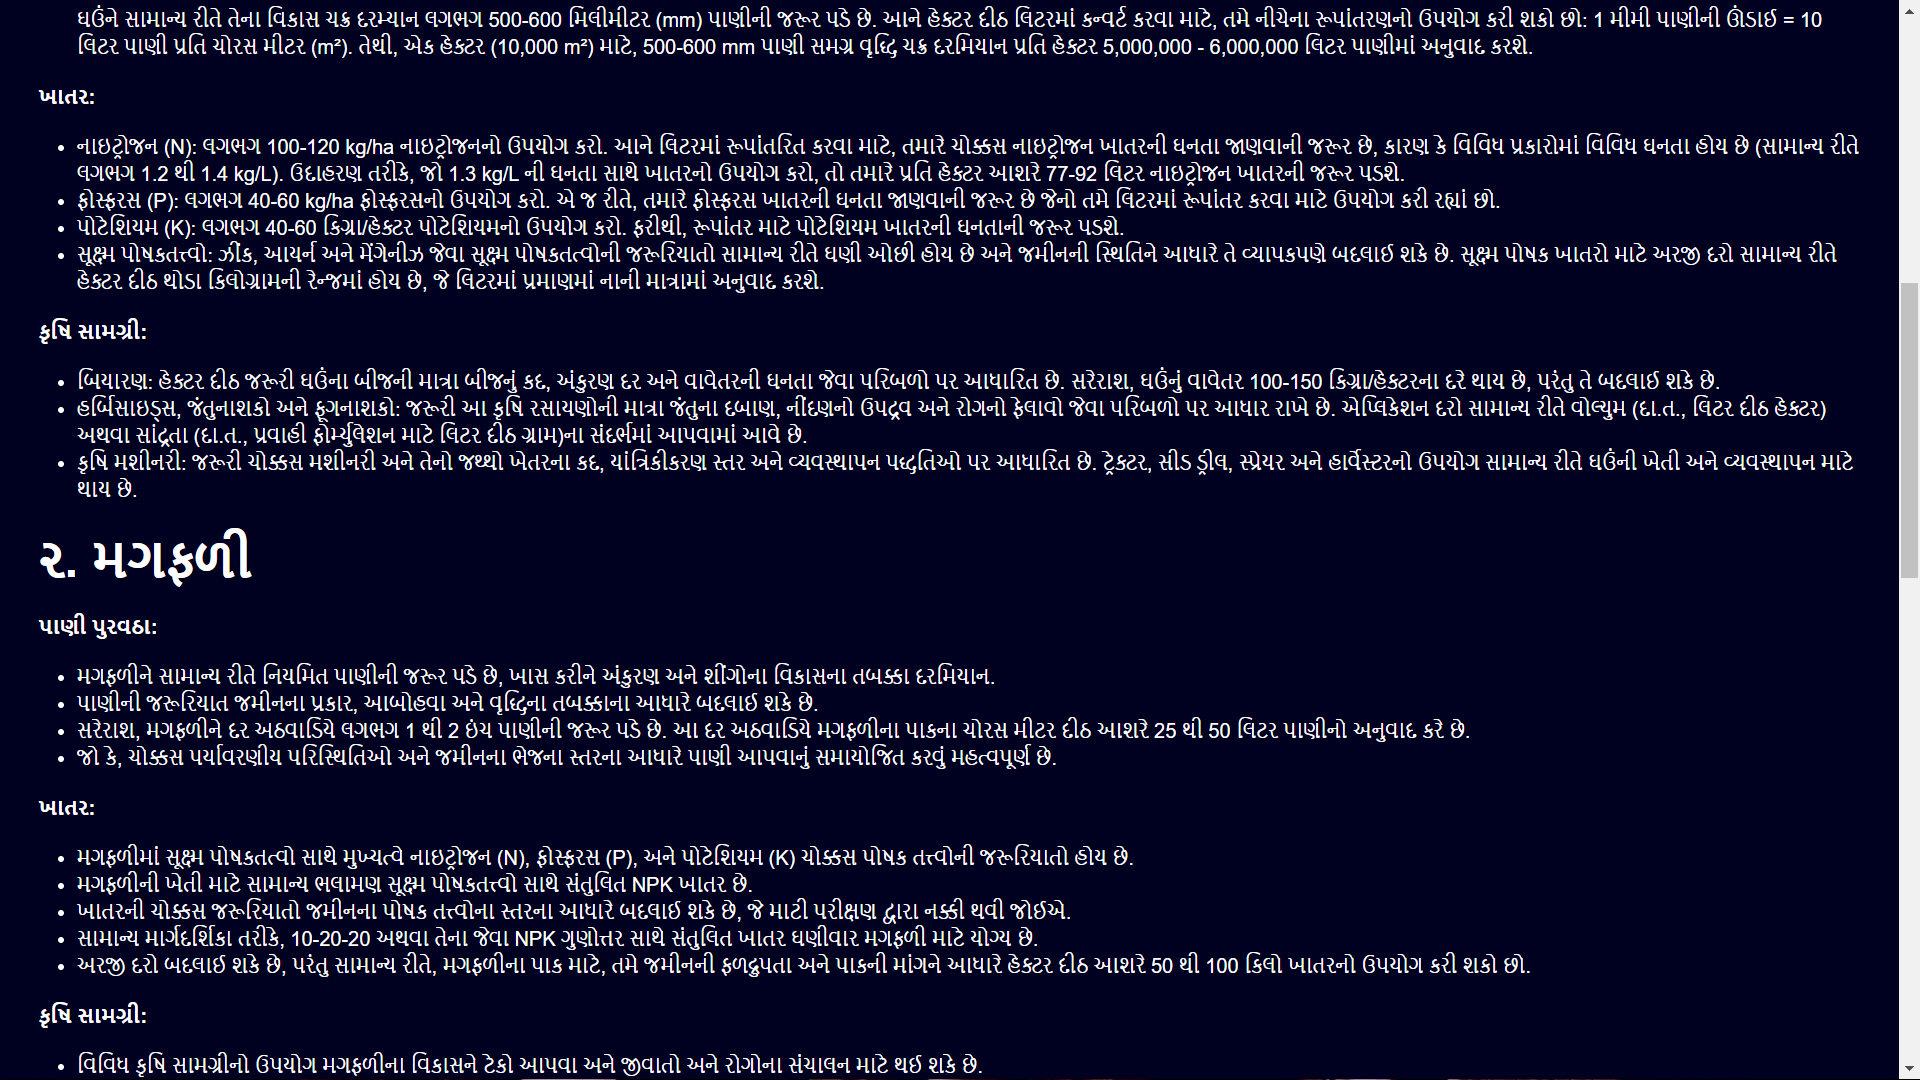 ઘઉંને સામાન્ય રીતે તેના વિકાસ ચક્ર દરમ્યાન લગભગ 500-600 મિલીમીટર (mm) પાણીની જરૂર પડે છે. આને હેક્ટર દીઠ લિટરમાં કન્વર્ટ કરવા માટે, તમે નીચેના રૂપાંતરણનો ઉપયોગ કરી શકો છો: 1 મીમી પાણીની ઊંડાઈ = 10
લિટર પાણી પ્રતિ ચોરસ મીટર (m²). તેથી, એક હેક્ટર (10,000 m²) માટે, 500-600 mm પાણી સમગ્ર વૃદ્ધિ ચક્ર દરમિયાન પ્રતિ હેક્ટર 5,000,000 - 6,000,000 લિટર પાણીમાં અનુવાદ કરશે.
ખાતર:
• નાઇટ્રોજન (N): લગભગ 100-120 kg/ha નાઇટ્રોજનનો ઉપયોગ કરો. આને લિટરમાં રૂપાંતરિત કરવા માટે, તમારે ચોક્કસ નાઇટ્રોજન ખાતરની ઘનતા જાણવાની જરૂર છે, કારણ કે વિવિધ પ્રકારોમાં વિવિધ ઘનતા હોય છે (સામાન્ય રીતે
લગભગ 1.2 થી 1.4 kg/L). ઉદાહરણ તરીકે, જો 1.3 kg/L ની ઘનતા સાથે ખાતરનો ઉપયોગ કરો, તો તમારે પ્રતિ હેક્ટર આશરે 77-92 લિટર નાઇટ્રોજન ખાતરની જરૂર પડશે.
• ફોસ્ફરસ (P): લગભગ 40-60 kg/ha ફોસ્ફરસનો ઉપયોગ કરો. એ જ રીતે, તમારે ફોસ્ફરસ ખાતરની ઘનતા જાણવાની જરૂર છે જેનો તમે લિટરમાં રૂપાંતર કરવા માટે ઉપયોગ કરી રહ્યાં છો.
• પોટેશિયમ (K): લગભગ 40-60 કિગ્રા/હેક્ટર પોટેશિયમનો ઉપયોગ કરો. ફરીથી, રૂપાંતર માટે પોટેશિયમ ખાતરની ઘનતાની જરૂર પડશે.
• સૂક્ષ્મ પોષકતત્ત્વો: ઝીંક, આયર્ન અને મેંગેનીઝ જેવા સૂક્ષ્મ પોષકતત્વોની જરૂરિયાતો સામાન્ય રીતે ઘણી ઓછી હોય છે અને જમીનની સ્થિતિને આધારે તે વ્યાપકપણે બદલાઈ શકે છે. સૂક્ષ્મ પોષક ખાતરો માટે અરજી દરો સામાન્ય રીતે
હેક્ટર દીઠ થોડા કિલોગ્રામની રેન્જમાં હોય છે, જે લિટરમાં પ્રમાણમાં નાની માત્રામાં અનુવાદ કરશે.
કૃષિ સામગ્રી:
• બિયારણ: હેક્ટર દીઠ જરૂરી ઘઉંના બીજની માત્રા બીજનું કદ, અંકુરણ દર અને વાવેતરની ઘનતા જેવા પરિબળો પર આધારિત છે. સરેરાશ, ઘઉંનું વાવેતર 100-150 કિગ્રા/હેક્ટરના દરે થાય છે, પરંતુ તે બદલાઈ શકે છે.
• હર્બિસાઇડ્સ, જંતુનાશકો અને ફૂગનાશકો: જરૂરી આ કૃષિ રસાયણોની માત્રા જંતુના દબાણ, નીંદણનો ઉપદ્રવ અને રોગનો ફેલાવો જેવા પરિબળો પર આધાર રાખે છે. એપ્લિકેશન દરો સામાન્ય રીતે વોલ્યુમ (દા.ત., લિટર દીઠ હેક્ટર)
અથવા સાંદ્રતા (દા.ત., પ્રવાહી ફોર્મ્યુલેશન માટે લિટર દીઠ ગ્રામ)ના સંદર્ભમાં આપવામાં આવે છે.
• કૃષિ મશીનરી: જરૂરી ચોક્કસ મશીનરી અને તેનો જથ્થો ખેતરના કદ, યાંત્રિકીકરણ સ્તર અને વ્યવસ્થાપન પદ્ધતિઓ પર આધારિત છે. ટ્રેક્ટર, સીડ ડ્રીલ, સ્પ્રેયર અને હાર્વેસ્ટરનો ઉપયોગ સામાન્ય રીતે ઘઉંની ખેતી અને વ્યવસ્થાપન માટે
થાય છે.
૨. મગફળી
પાણી પુરવઠા:
• મગફળીને સામાન્ય રીતે નિયમિત પાણીની જરૂર પડે છે, ખાસ કરીને અંકુરણ અને શીંગોના વિકાસના તબક્કા દરમિયાન.
• પાણીની જરૂરિયાત જમીનના પ્રકાર, આબોહવા અને વૃદ્ધિના તબક્કાના આધારે બદલાઈ શકે છે.
• સરેરાશ, મગફળીને દર અઠવાડિયે લગભગ 1 થી 2 ઇંચ પાણીની જરૂર પડે છે. આ દર અઠવાડિયે મગફળીના પાકના ચોરસ મીટર દીઠ આશરે 25 થી 50 લિટર પાણીનો અનુવાદ કરે છે.
• જો કે, ચોક્કસ પર્યાવરણીય પરિસ્થિતિઓ અને જમીનના ભેજના સ્તરના આધારે પાણી આપવાનું સમાયોજિત કરવું મહત્વપૂર્ણ છે.
ખાતર:
• મગફળીમાં સૂક્ષ્મ પોષકતત્વો સાથે મુખ્યત્વે નાઇટ્રોજન (N), ફોસ્ફરસ (P), અને પોટેશિયમ (K) ચોક્કસ પોષક તત્ત્વોની જરૂરિયાતો હોય છે.
• મગફળીની ખેતી માટે સામાન્ય ભલામણ સૂક્ષ્મ પોષકતત્ત્વો સાથે સંતુલિત NPK ખાતર છે.
• ખાતરની ચોક્કસ જરૂરિયાતો જમીનના પોષક તત્ત્વોના સ્તરના આધારે બદલાઈ શકે છે, જે માટી પરીક્ષણ દ્વારા નક્કી થવી જોઈએ.
• સામાન્ય માર્ગદર્શિકા તરીકે, 10-20-20 અથવા તેના જેવા NPK ગુણોત્તર સાથે સંતુલિત ખાતર ઘણીવાર મગફળી માટે યોગ્ય છે.
• અરજી દરો બદલાઈ શકે છે, પરંતુ સામાન્ય રીતે, મગફળીના પાક માટે, તમે જમીનની ફળદ્રુપતા અને પાકની માંગને આધારે હેક્ટર દીઠ આશરે 50 થી 100 કિલો ખાતરનો ઉપયોગ કરી શકો છો.
કૃષિ સામગ્રી:
• વિવિધ કૃષિ સામગ્રીનો ઉપયોગ મગફળીના વિકાસને ટેકો આપવા અને જીવાતો અને રોગોના સંચાલન માટે થઈ શકે છે.